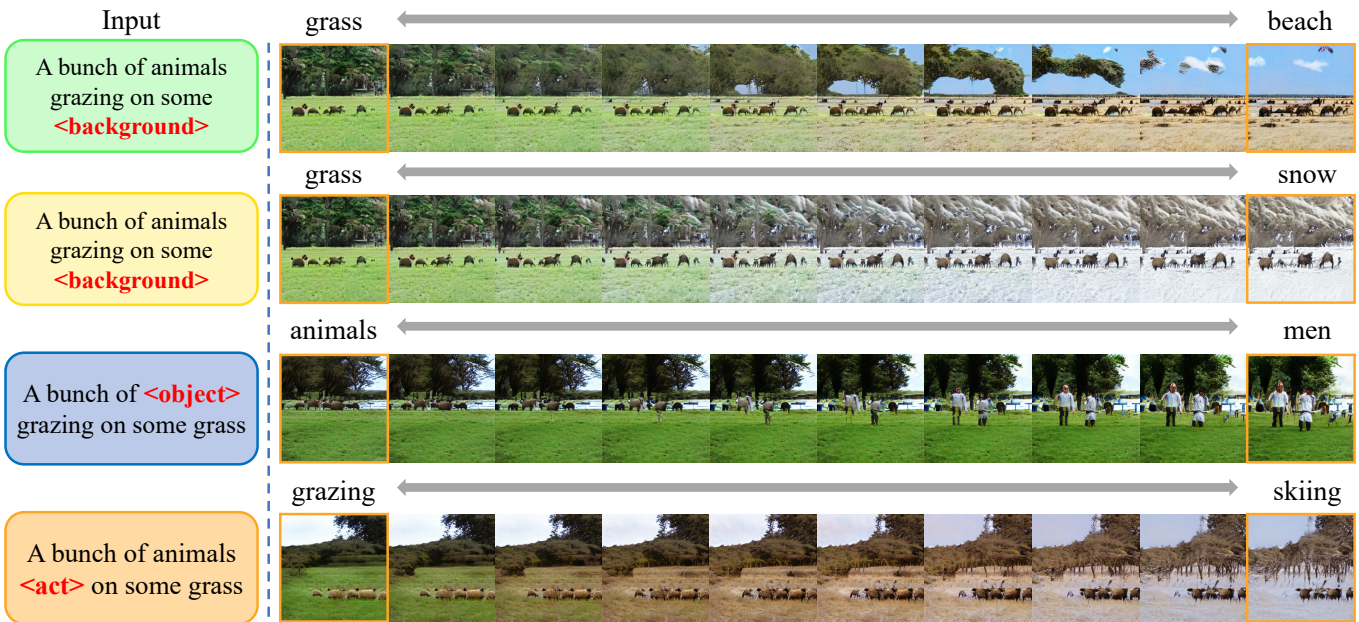 Input
grass
beach
A bunch of animals
grazing on some
<background>
grass
snow
A bunch of animals
grazing on some
<background>
animals
men
A bunch of <object>
grazing on some grass
grazing
skiing
A bunch of animals
<act> on some grass